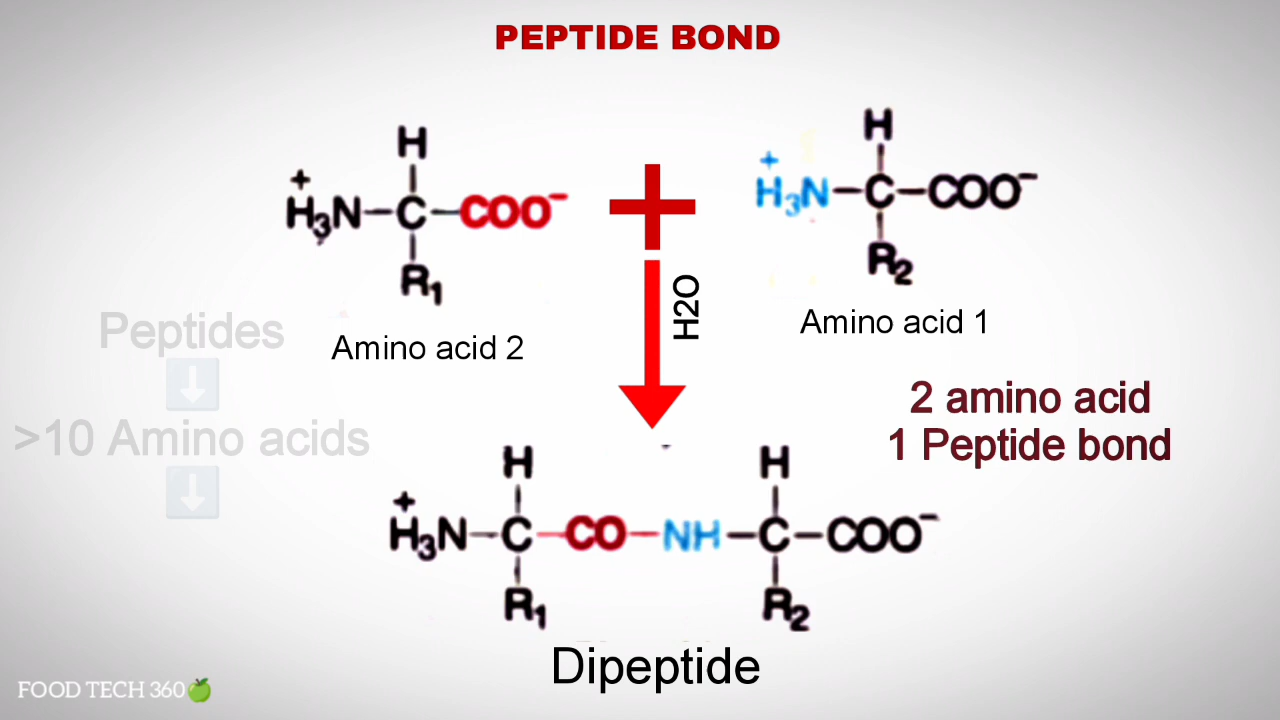 PEPTIDE BOND
H
+
H3N–C–COO−
R1
Amino acid 2
+
H
+
H3N–C–COO−
R2
Amino acid 1
H2O
Peptides
>10 Amino acids
2 amino acid
1 Peptide bond
H H
+
H3N–C–CO–NH–C–COO−
R1 R2
Dipeptide
FOOD TECH 360